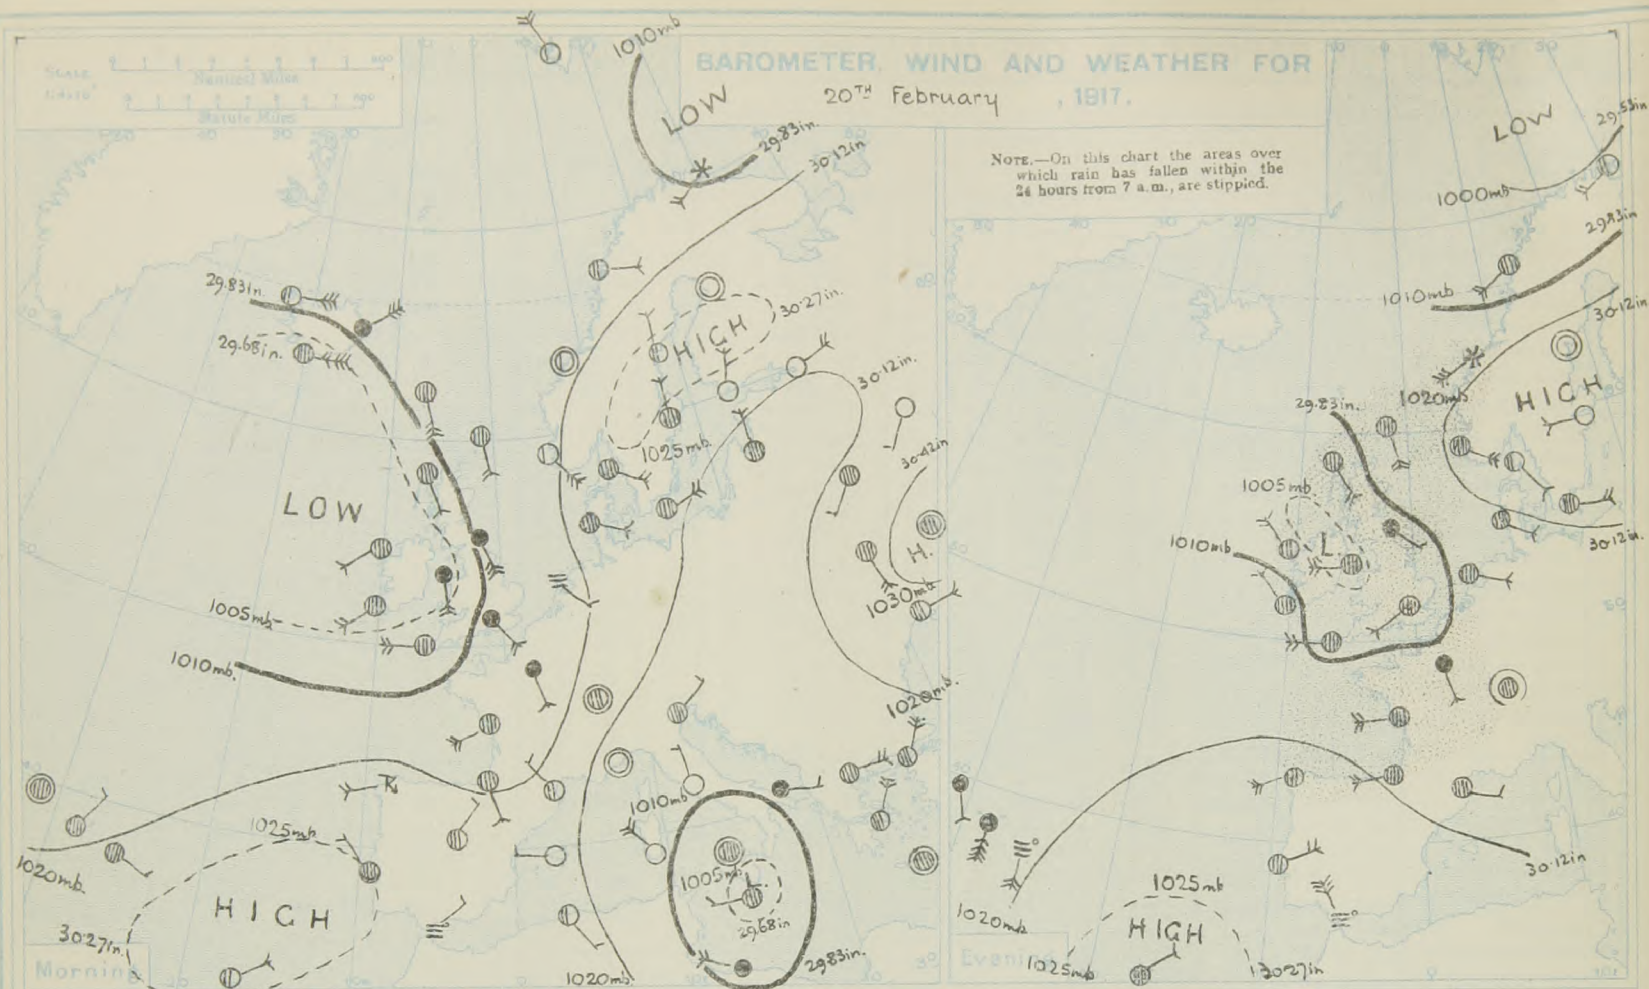 BAROMETER, WIND AND WEATHER FOR
20TH February , 1917.
NOTE.—On this chart the areas over
which rain has fallen within the
24 hours from 7 a.m., are stippled.
SCALE
Nautical Miles
Statute Miles
1010mb
LOW
29.83in.
30.12in
29.83in.
29.68in.
HIGH
30.27in.
1025mb.
30.12in.
30.42in
H.
1030mb
LOW
1005mb.
1010mb.
1020mb.
1010mb
1025mb.
1020mb.
HIGH
30.27in.
1005mb.
L.
29.68in
29.83in.
1020mb.
Morning
LOW
29.53in
1000mb
29.83in
1010mb
30.12in
1020mb
HIGH
29.83in.
1005mb.
L
1010mb
30.12in.
30.12in
1025mb
1020mb
HIGH
1025mb
30.27in
Evening